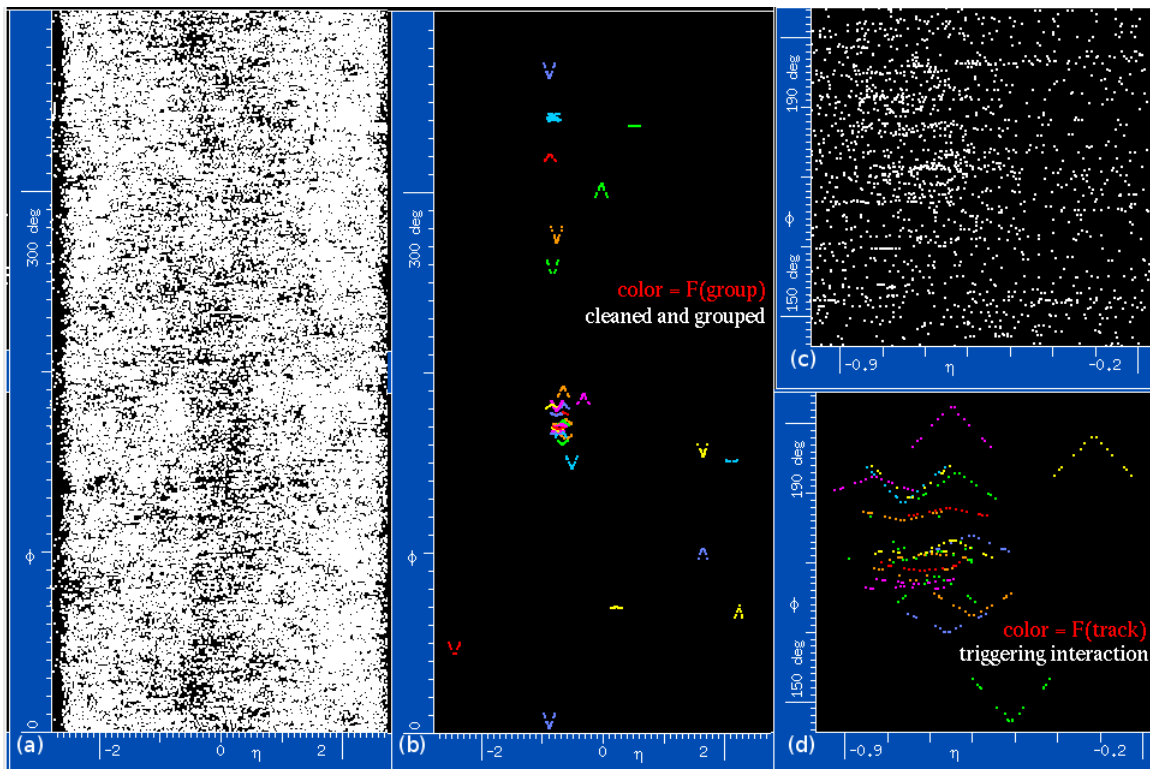 300 deg
φ
0
(a)
-2
0
η
2
300 deg
φ
0
(b)
-2
0
η
2
color = F(group)
cleaned and grouped
190 deg
φ
150 deg
(c)
-0.9
η
-0.2
190 deg
φ
150 deg
(d)
-0.9
η
-0.2
color = F(track)
triggering interaction